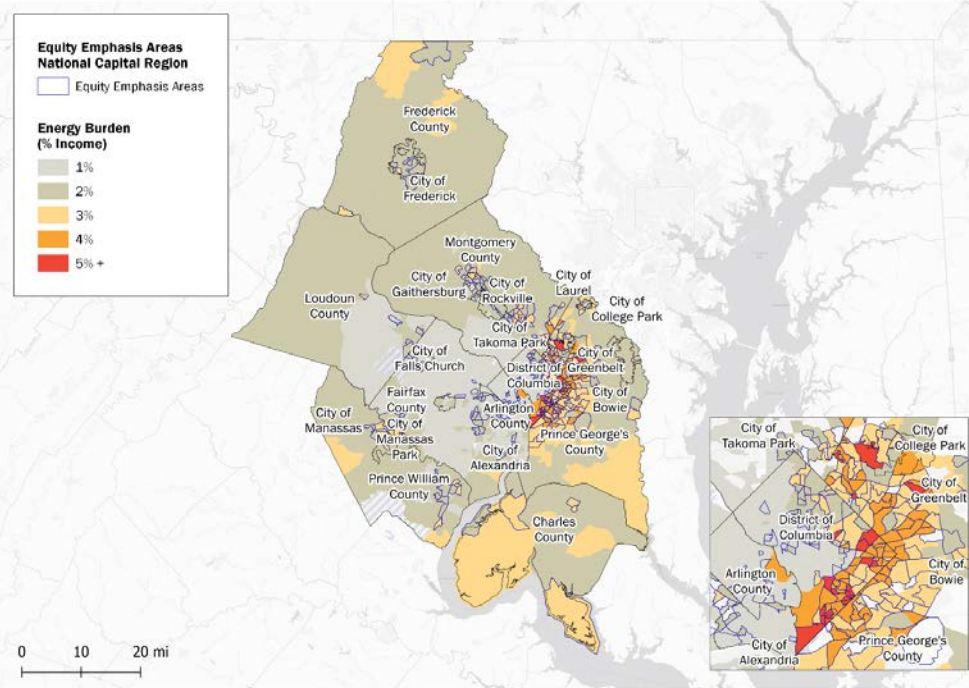 Equity Emphasis Areas
National Capital Region
Equity Emphasis Areas
Energy Burden
(% Income)
1%
2%
3%
4%
5% +
Frederick
County
City of
Frederick
Montgomery
County
City of
Gaithersburg
City of
Rockville
City of
Laurel
City of
College Park
Loudoun
County
City of
Takoma Park
City of
Falls Church
City of
Greenbelt
District of
Columbia
Fairfax
County
City of
Bowie
City of
Manassas
Arlington
County
City of
Manassas
Park
Prince George's
County
City of
Alexandria
Prince William
County
Charles
County
0 10 20 mi
City of
Takoma Park
City of
College Park
City of
Greenbelt
District of
Columbia
Arlington
County
City of
Bowie
City of
Alexandria
Prince George's
County